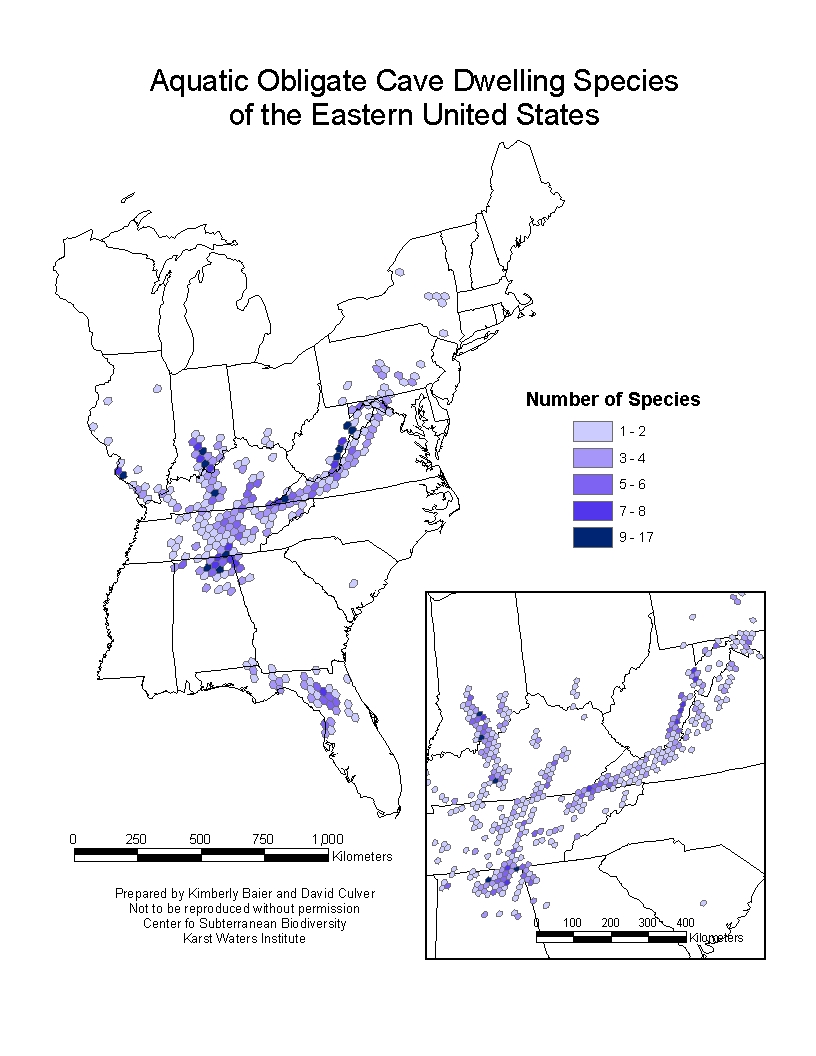 Aquatic Obligate Cave Dwelling Species
of the Eastern United States
Number of Species
1 - 2
3 - 4
5 - 6
7 - 8
9 - 17
0 250 500 750 1,000
Kilometers
Prepared by Kimberly Baier and David Culver
Not to be reproduced without permission
Center fo Subterranean Biodiversity
Karst Waters Institute
0 100 200 300 400
Kilometers